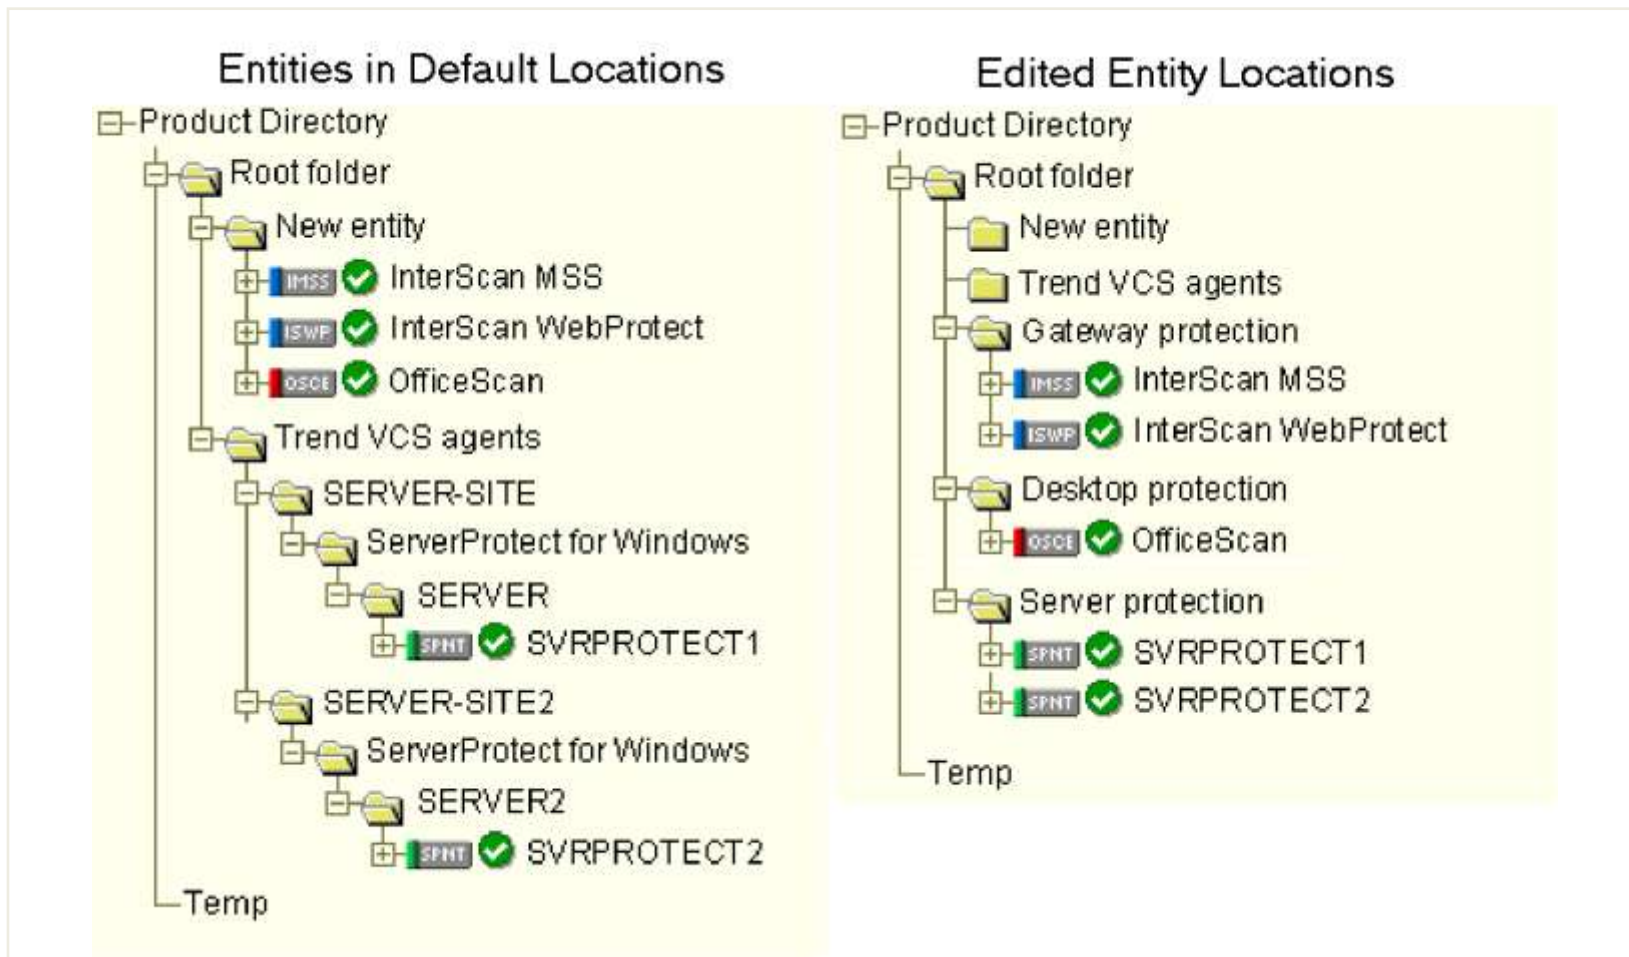 Entities in Default Locations
Product Directory
Root folder
New entity
IMSS InterScan MSS
ISWP InterScan WebProtect
OSCE OfficeScan
Trend VCS agents
SERVER-SITE
ServerProtect for Windows
SERVER
SPNT SVRPROTECT1
SERVER-SITE2
ServerProtect for Windows
SERVER2
SPNT SVRPROTECT2
Temp
Edited Entity Locations
Product Directory
Root folder
New entity
Trend VCS agents
Gateway protection
IMSS InterScan MSS
ISWP InterScan WebProtect
Desktop protection
OSCE OfficeScan
Server protection
SPNT SVRPROTECT1
SPNT SVRPROTECT2
Temp